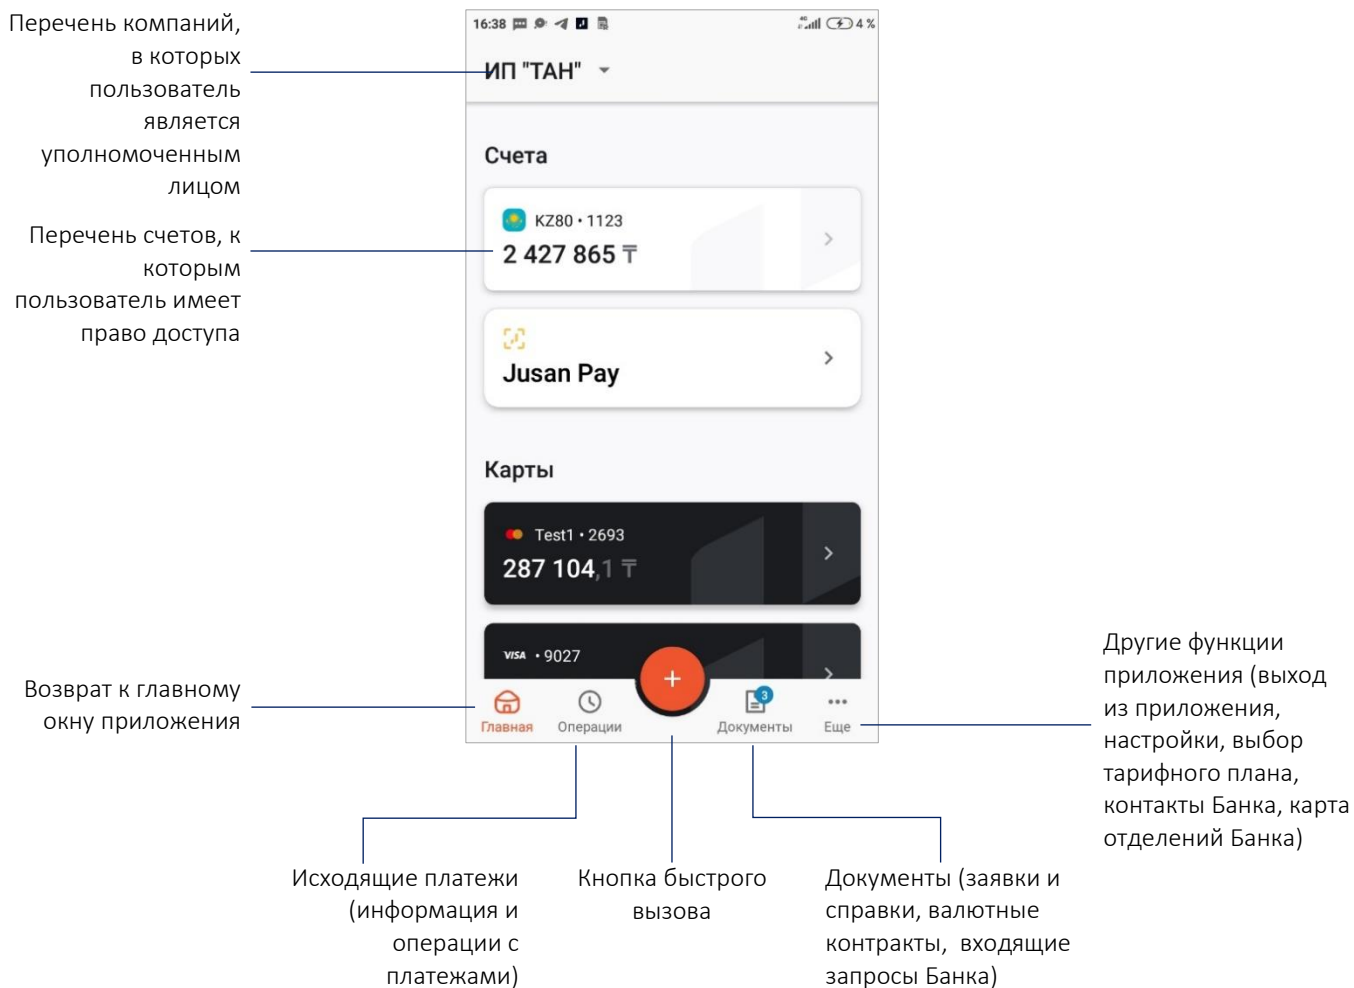 Перечень компаний,
в которых
пользователь
является
уполномоченным
лицом
Перечень счетов, к
которым
пользователь имеет
право доступа
Возврат к главному
окну приложения
16:38
4G
4 %
ИП "ТАН"
Счета
KZ80 • 1123
2 427 865 ₸
Jusan Pay
Карты
Test1 • 2693
287 104,1 ₸
VISA • 9027
+
3
Главная
Операции
Документы
Еще
Другие функции
приложения (выход
из приложения,
настройки, выбор
тарифного плана,
контакты Банка, карта
отделений Банка)
Исходящие платежи
(информация и
операции с
платежами)
Кнопка быстрого
вызова
Документы (заявки и
справки, валютные
контракты, входящие
запросы Банка)